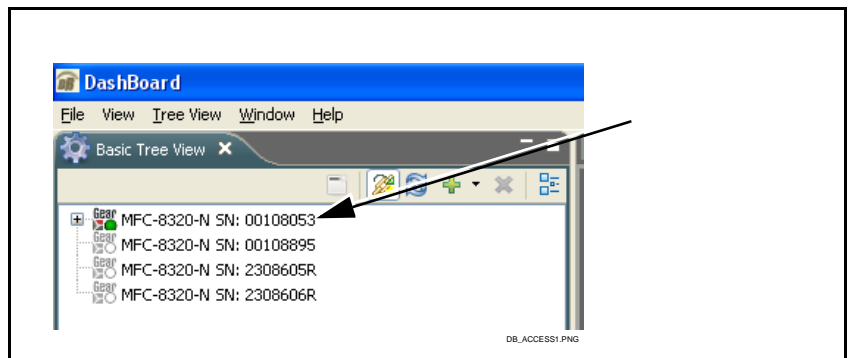 DashBoard
File View Tree View Window Help
Basic Tree View
Gear MFC-8320-N SN: 00108053
Gear MFC-8320-N SN: 00108895
Gear MFC-8320-N SN: 2308605R
Gear MFC-8320-N SN: 2308606R
DB_ACCESS1.PNG